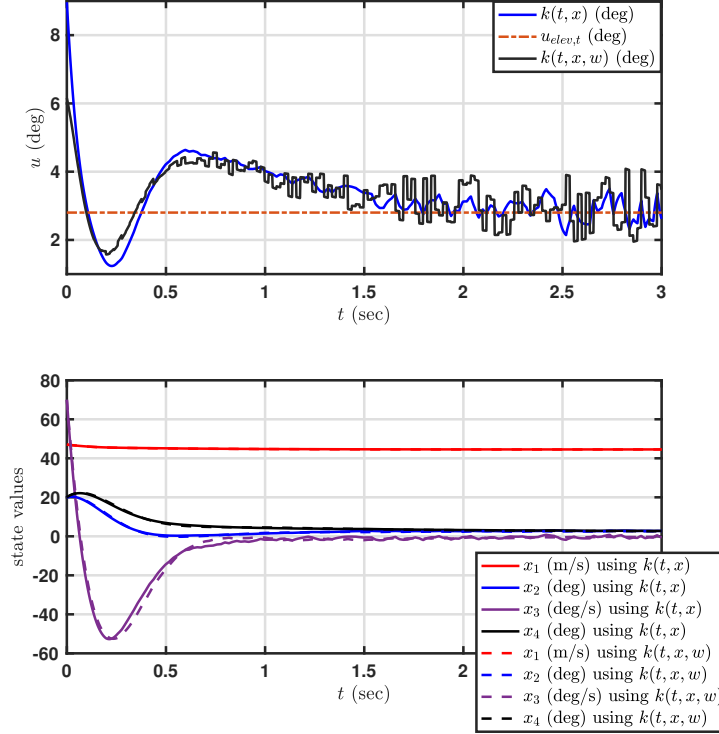 k(t, x) (deg)
u_{elev,t} (deg)
k(t, x, w) (deg)
8
6
4
2
u (deg)
0 0.5 1 1.5 2 2.5 3
t (sec)
80
60
40
20
0
-20
-40
-60
state values
x_1 (m/s) using k(t, x)
x_2 (deg) using k(t, x)
x_3 (deg/s) using k(t, x)
x_4 (deg) using k(t, x)
x_1 (m/s) using k(t, x, w)
x_2 (deg) using k(t, x, w)
x_3 (deg/s) using k(t, x, w)
x_4 (deg) using k(t, x, w)
0 0.5 1 1.5 2
t (sec)